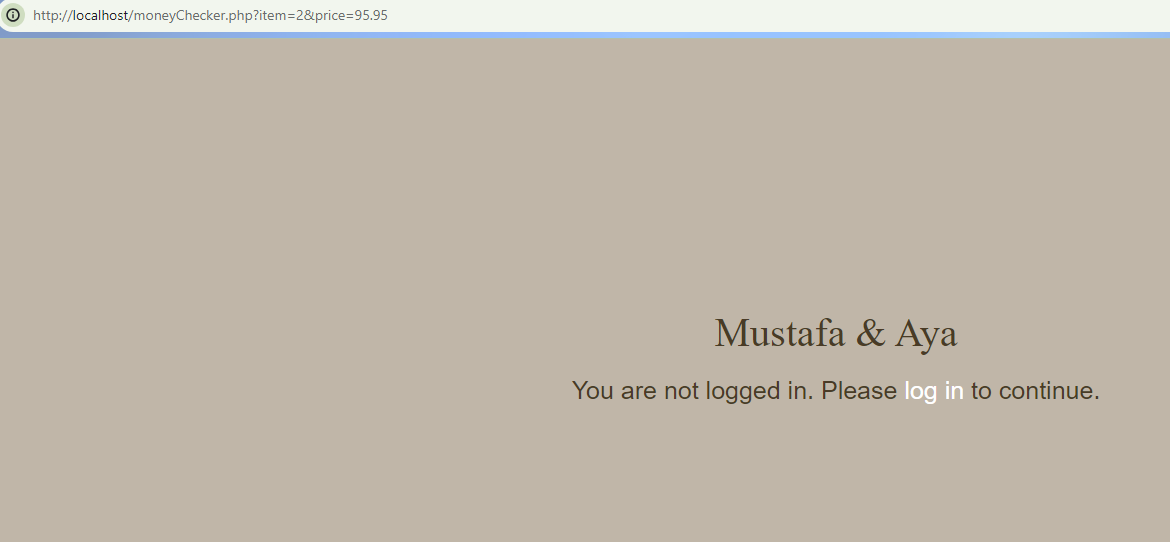 http://localhost/moneyChecker.php?item=2&price=95.95
Mustafa & Aya
You are not logged in. Please log in to continue.